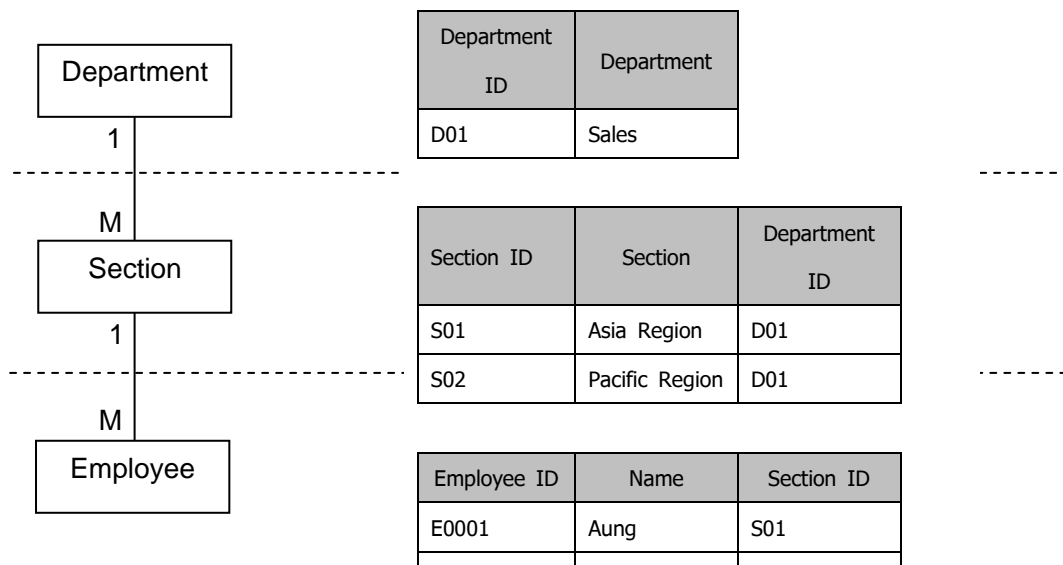 Department
1
M
Section
1
M
Employee
Department
ID
Department
D01 Sales
Section ID Section Department
ID
S01 Asia Region D01
S02 Pacific Region D01
Employee ID Name Section ID
E0001 Aung S01